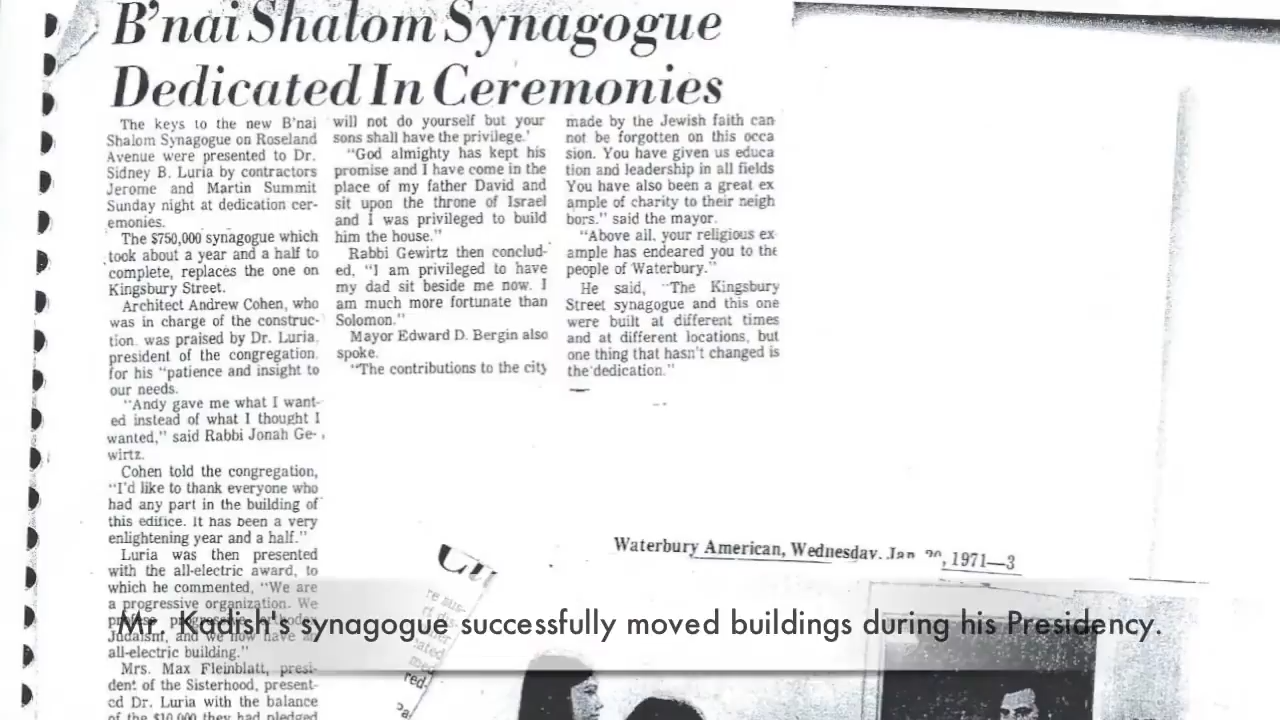 B'nai Shalom Synagogue
Dedicated In Ceremonies
The keys to the new B'nai
Shalom Synagogue on Roseland
Avenue were presented to Dr.
Sidney B. Luria by contractors
Jerome and Martin Summit
Sunday night at dedication cer-
emonies.
The $750,000 synagogue which
took about a year and a half to
complete, replaces the one on
Kingsbury Street.
Architect Andrew Cohen, who
was in charge of the construc-
tion, was praised by Dr. Luria,
president of the congregation,
for his "patience and insight to
our needs.
"Andy gave me what I want-
ed instead of what I thought I
wanted," said Rabbi Jonah Ge-
wirtz.
Cohen told the congregation,
"I'd like to thank everyone who
had any part in the building of
this edifice. It has been a very
enlightening year and a half."
Luria was then presented
with the all-electric award, to
which he commented, "We are
a progressive organization. We
Judaism, and we now have an
all-electric building."
Mrs. Max Fleinblatt, presi-
dent of the Sisterhood, present-
ed Dr. Luria with the balance
of the $10,000 they had pledged
will not do yourself but your
sons shall have the privilege.'
"God almighty has kept his
promise and I have come in the
place of my father David and
sit upon the throne of Israel
and I was privileged to build
him the house."
Rabbi Gewirtz then conclud-
ed, "I am privileged to have
my dad sit beside me now. I
am much more fortunate than
Solomon."
Mayor Edward D. Bergin also
spoke.
"The contributions to the city
made by the Jewish faith can
not be forgotten on this occa
sion. You have given us educa
tion and leadership in all fields
You have also been a great ex
ample of charity to their neigh
bors." said the mayor.
"Above all, your religious ex
ample has endeared you to the
people of Waterbury."
He said, "The Kingsbury
Street synagogue and this one
were built at different times
and at different locations, but
one thing that hasn't changed is
the dedication."
Waterbury American, Wednesday, Jan. 20, 1971—3
red.
Mr. Kadish's synagogue successfully moved buildings during his Presidency.